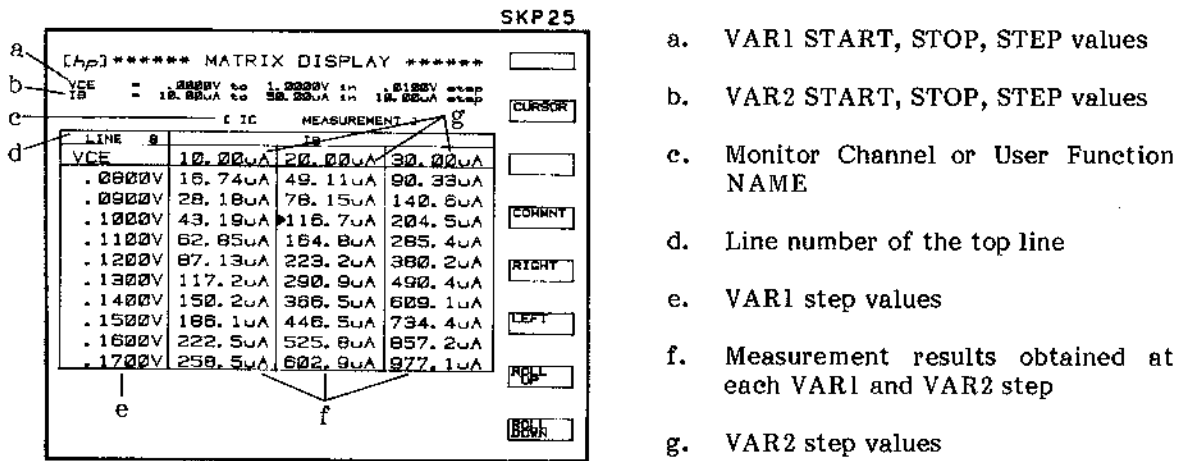 SKP25
a
[hp] ****** MATRIX DISPLAY ******
b
VCE = .0000V to 1.0000V in .0100V step
IB = 10.00uA to 50.00uA in 10.00uA step
CURSOR
c
[ IC MEASUREMENT ]
g
d
LINE 8 IB
VCE 10.00uA 20.00uA 30.00uA
.0800V 16.74uA 49.11uA 90.33uA
.0900V 28.18uA 78.15uA 140.6uA
.1000V 43.19uA ▶116.7uA 204.5uA
COMMNT
.1100V 62.85uA 164.8uA 285.4uA
.1200V 87.13uA 223.2uA 380.2uA
RIGHT
.1300V 117.2uA 290.9uA 490.4uA
.1400V 150.2uA 366.5uA 609.1uA
.1500V 186.1uA 446.5uA 734.4uA
LEFT
.1600V 222.5uA 525.8uA 857.2uA
.1700V 258.5uA 602.9uA 977.1uA
ROLL UP
e
f
ROLL DOWN
a. VAR1 START, STOP, STEP values
b. VAR2 START, STOP, STEP values
c. Monitor Channel or User Function
NAME
d. Line number of the top line
e. VAR1 step values
f. Measurement results obtained at
each VAR1 and VAR2 step
g. VAR2 step values